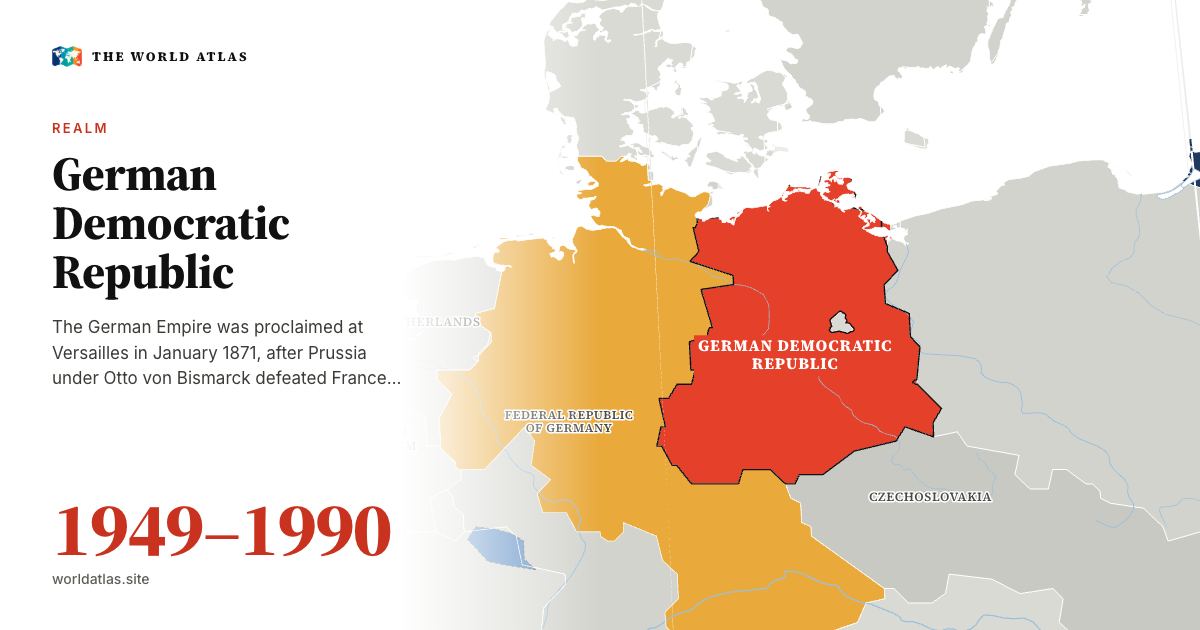 THE WORLD ATLAS
REALM
German
Democratic
Republic
The German Empire was proclaimed at
Versailles in January 1871, after Prussia
under Otto von Bismarck defeated France…
1949–1990
worldatlas.site
HERLANDS
GERMAN DEMOCRATIC
REPUBLIC
FEDERAL REPUBLIC
OF GERMANY
M
CZECHOSLOVAKIA